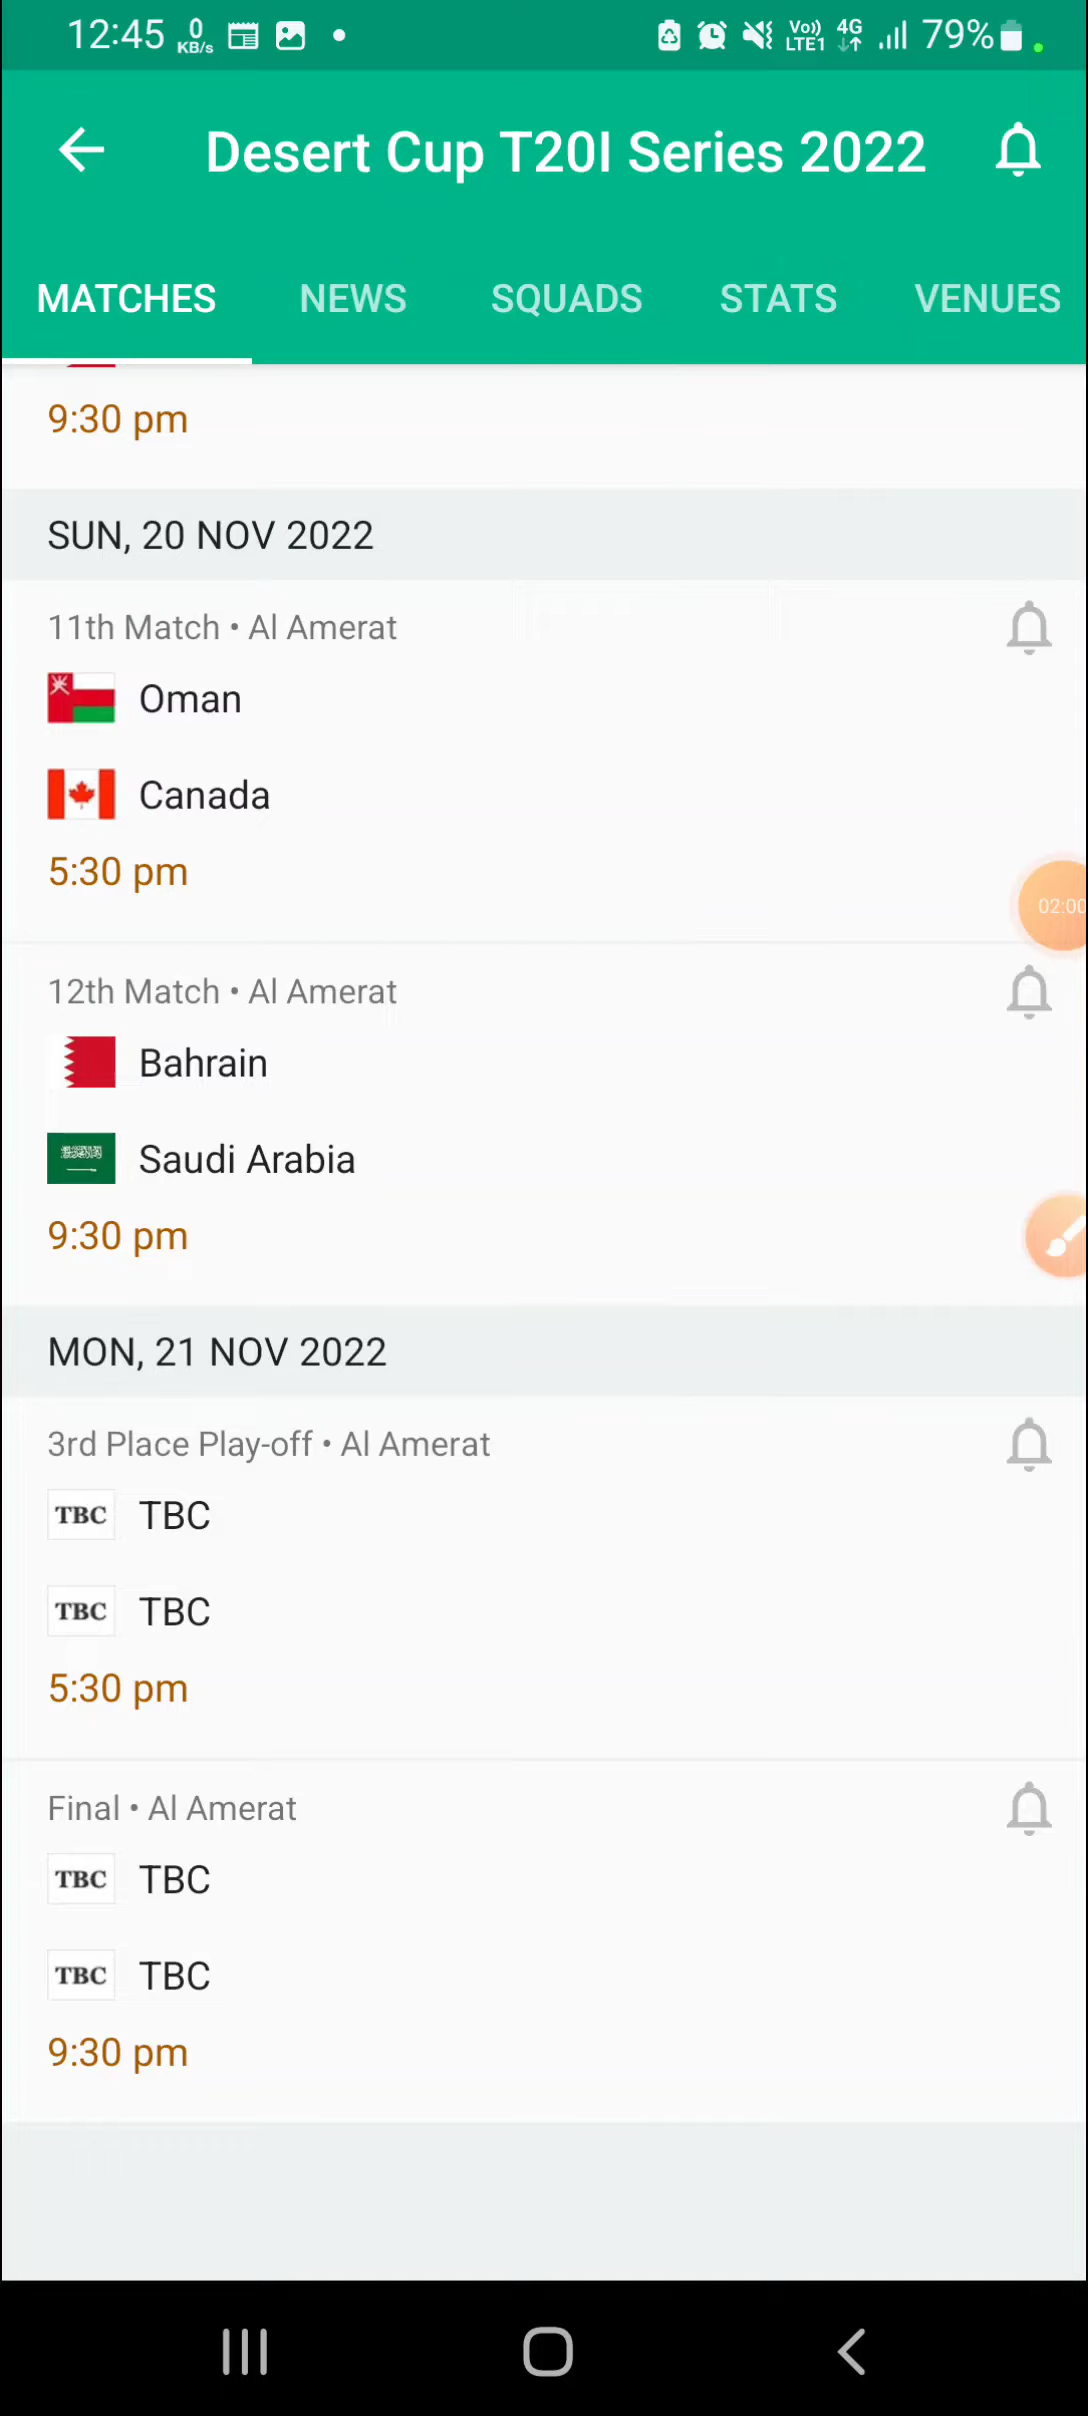 12:45 0 KB/s Vo)) LTE1 4G 79%
Desert Cup T20I Series 2022
MATCHES NEWS SQUADS STATS VENUES
9:30 pm
SUN, 20 NOV 2022
11th Match • Al Amerat
Oman
Canada
5:30 pm
02:00
12th Match • Al Amerat
Bahrain
Saudi Arabia
9:30 pm
MON, 21 NOV 2022
3rd Place Play-off • Al Amerat
TBC TBC
TBC TBC
5:30 pm
Final • Al Amerat
TBC TBC
TBC TBC
9:30 pm